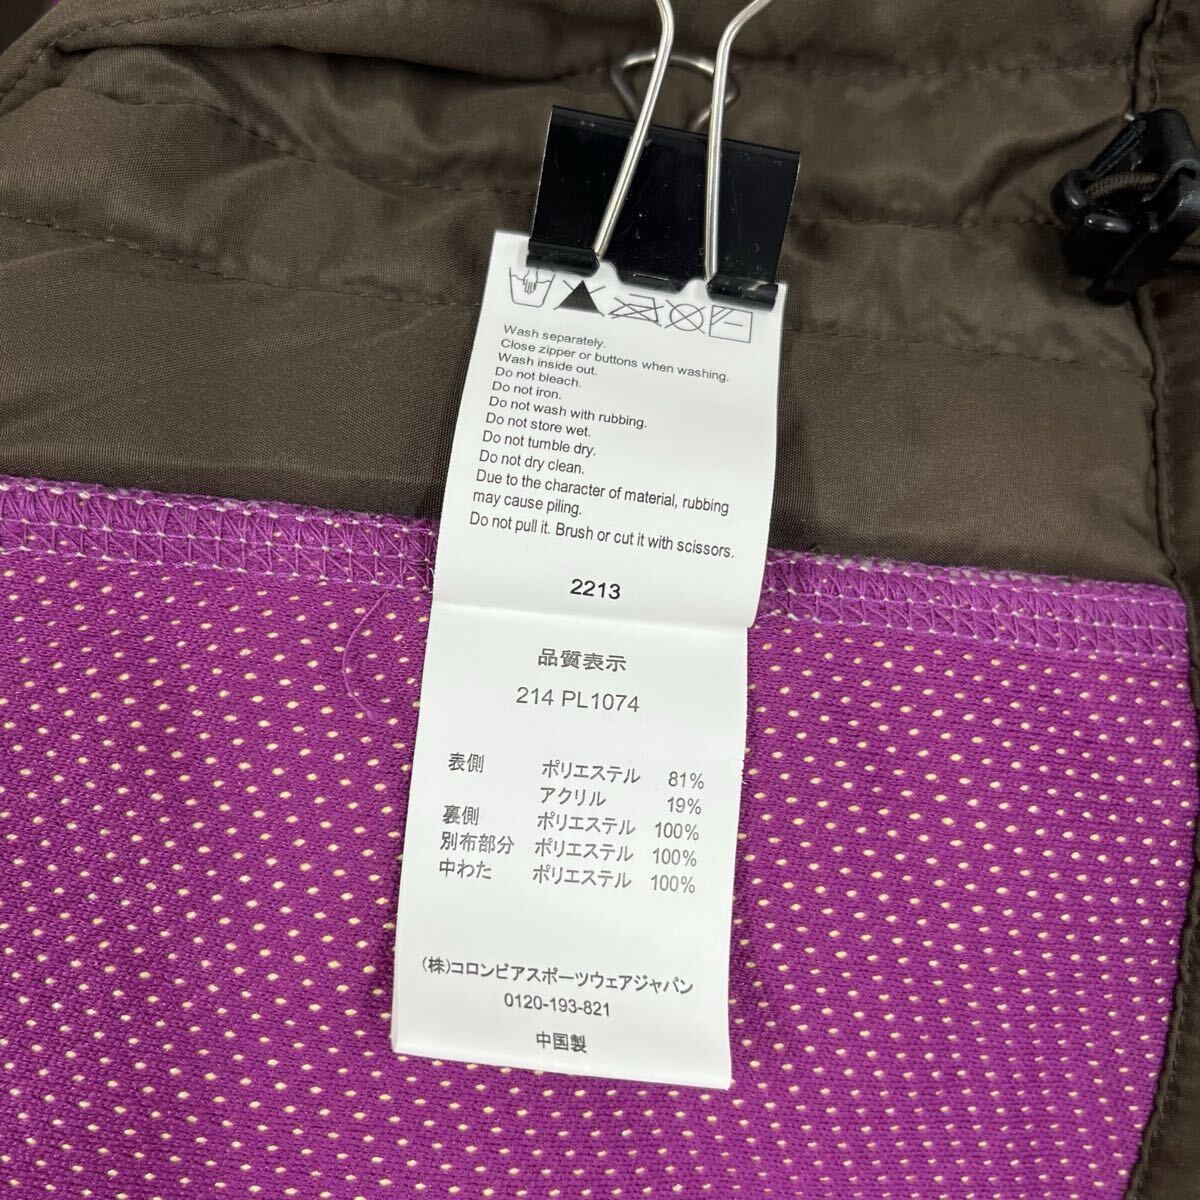 Wash separately.
Close zipper or buttons when washing.
Wash inside out.
Do not bleach.
Do not iron.
Do not wash with rubbing.
Do not store wet.
Do not tumble dry.
Do not dry clean.
Due to the character of material, rubbing
may cause piling.
Do not pull it. Brush or cut it with scissors.
2213
品質表示
214 PL1074
表側 ポリエステル 81%
アクリル 19%
裏側 ポリエステル 100%
別布部分 ポリエステル 100%
中わた ポリエステル 100%
(株)コロンビアスポーツウェアジャパン
0120-193-821
中国製